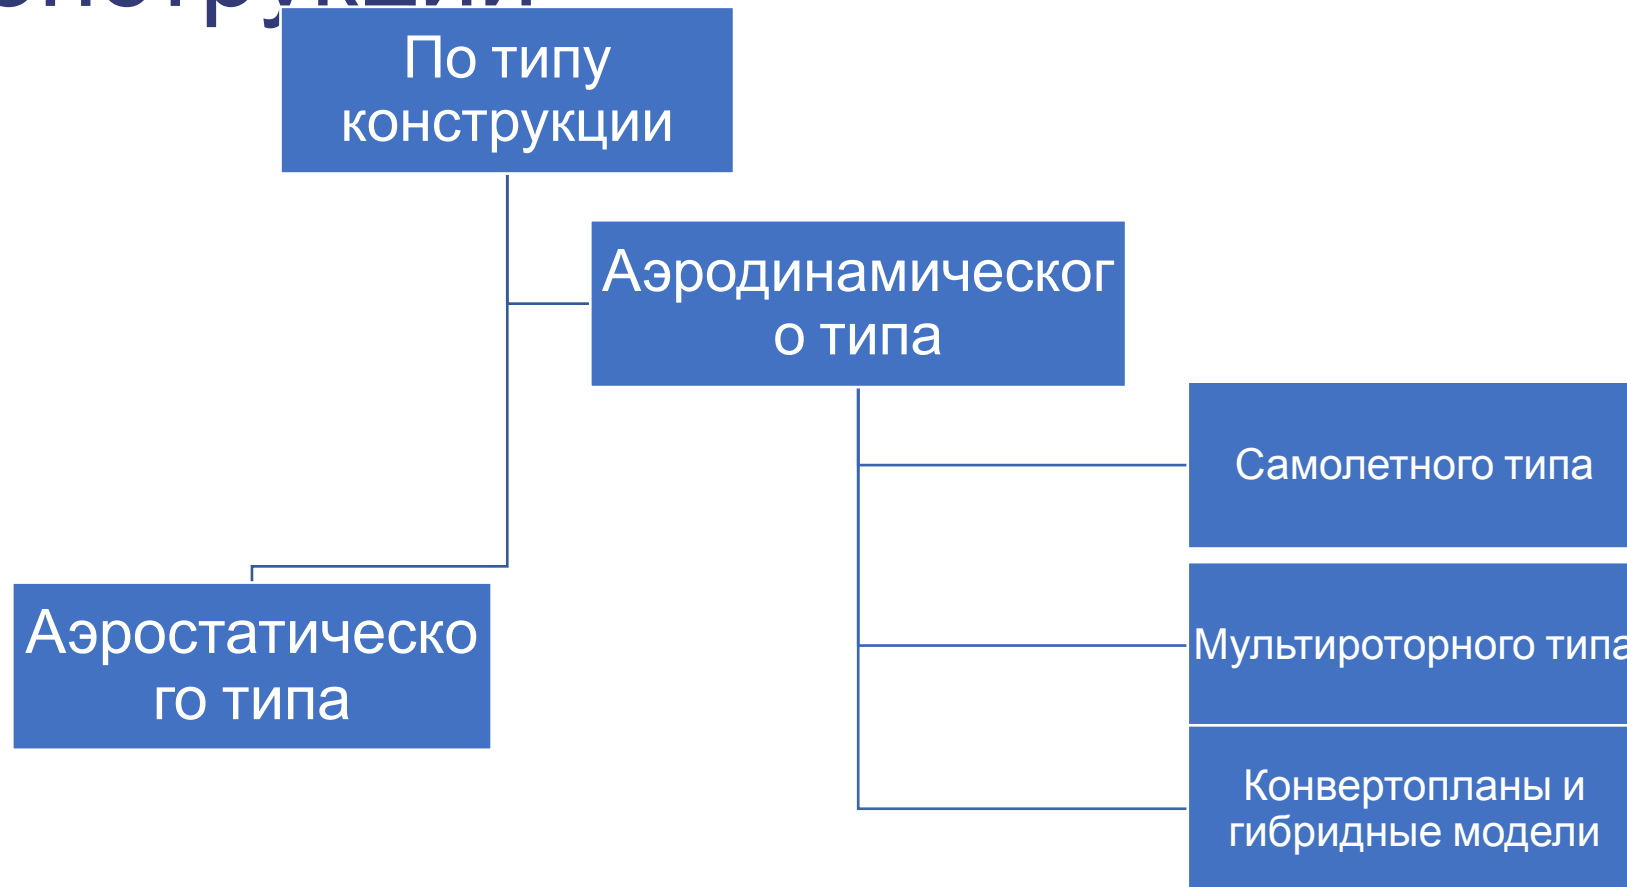 По типу
конструкции
Аэродинамическог
о типа
Самолетного типа
Аэростатическо
го типа
Мультироторного типа
Конвертопланы и
гибридные модели